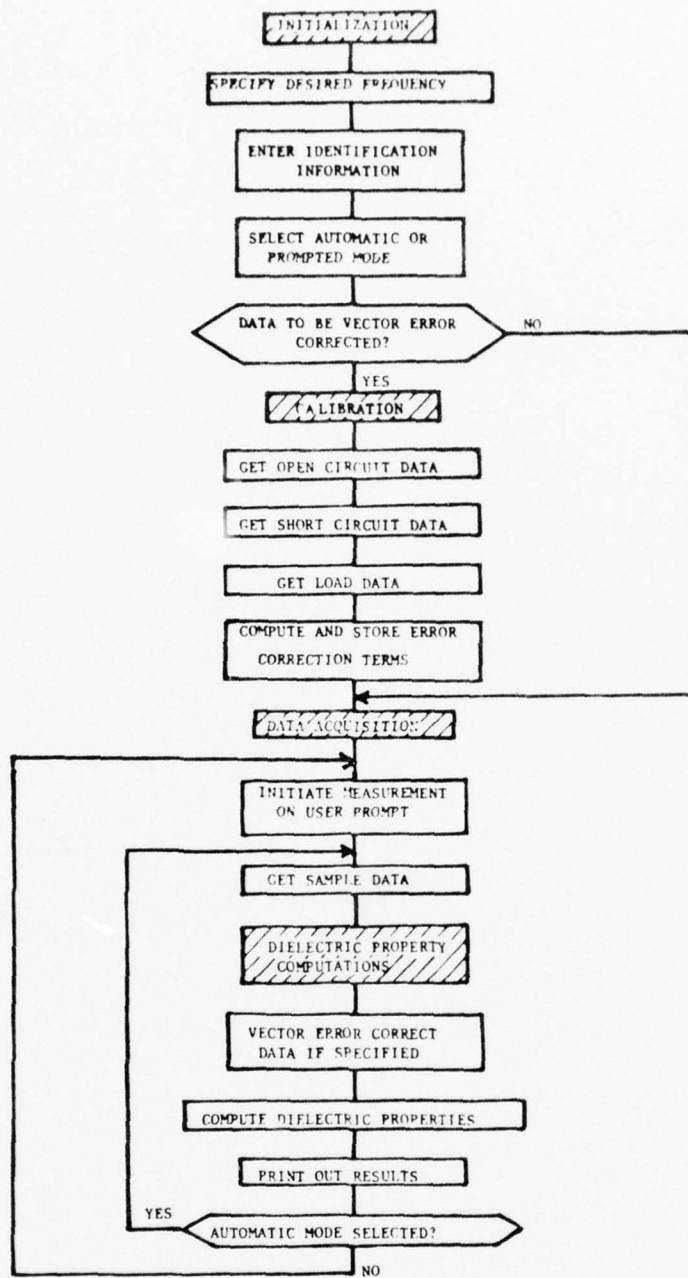 INITIALIZATION
SPECIFY DESIRED FREQUENCY
ENTER IDENTIFICATION
INFORMATION
SELECT AUTOMATIC OR
PROMPTED MODE
DATA TO BE VECTOR ERROR
CORRECTED?
NO
YES
CALIBRATION
GET OPEN CIRCUIT DATA
GET SHORT CIRCUIT DATA
GET LOAD DATA
COMPUTE AND STORE ERROR
CORRECTION TERMS
DATA ACQUISITION
INITIATE MEASUREMENT
ON USER PROMPT
GET SAMPLE DATA
DIELECTRIC PROPERTY
COMPUTATIONS
VECTOR ERROR CORRECT
DATA IF SPECIFIED
COMPUTE DIELECTRIC PROPERTIES
PRINT OUT RESULTS
YES
AUTOMATIC MODE SELECTED?
NO